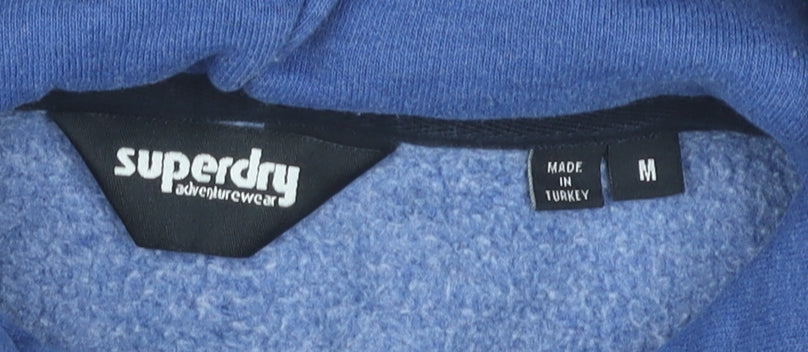 superdry
adventurewear
MADE
IN
TURKEY
M